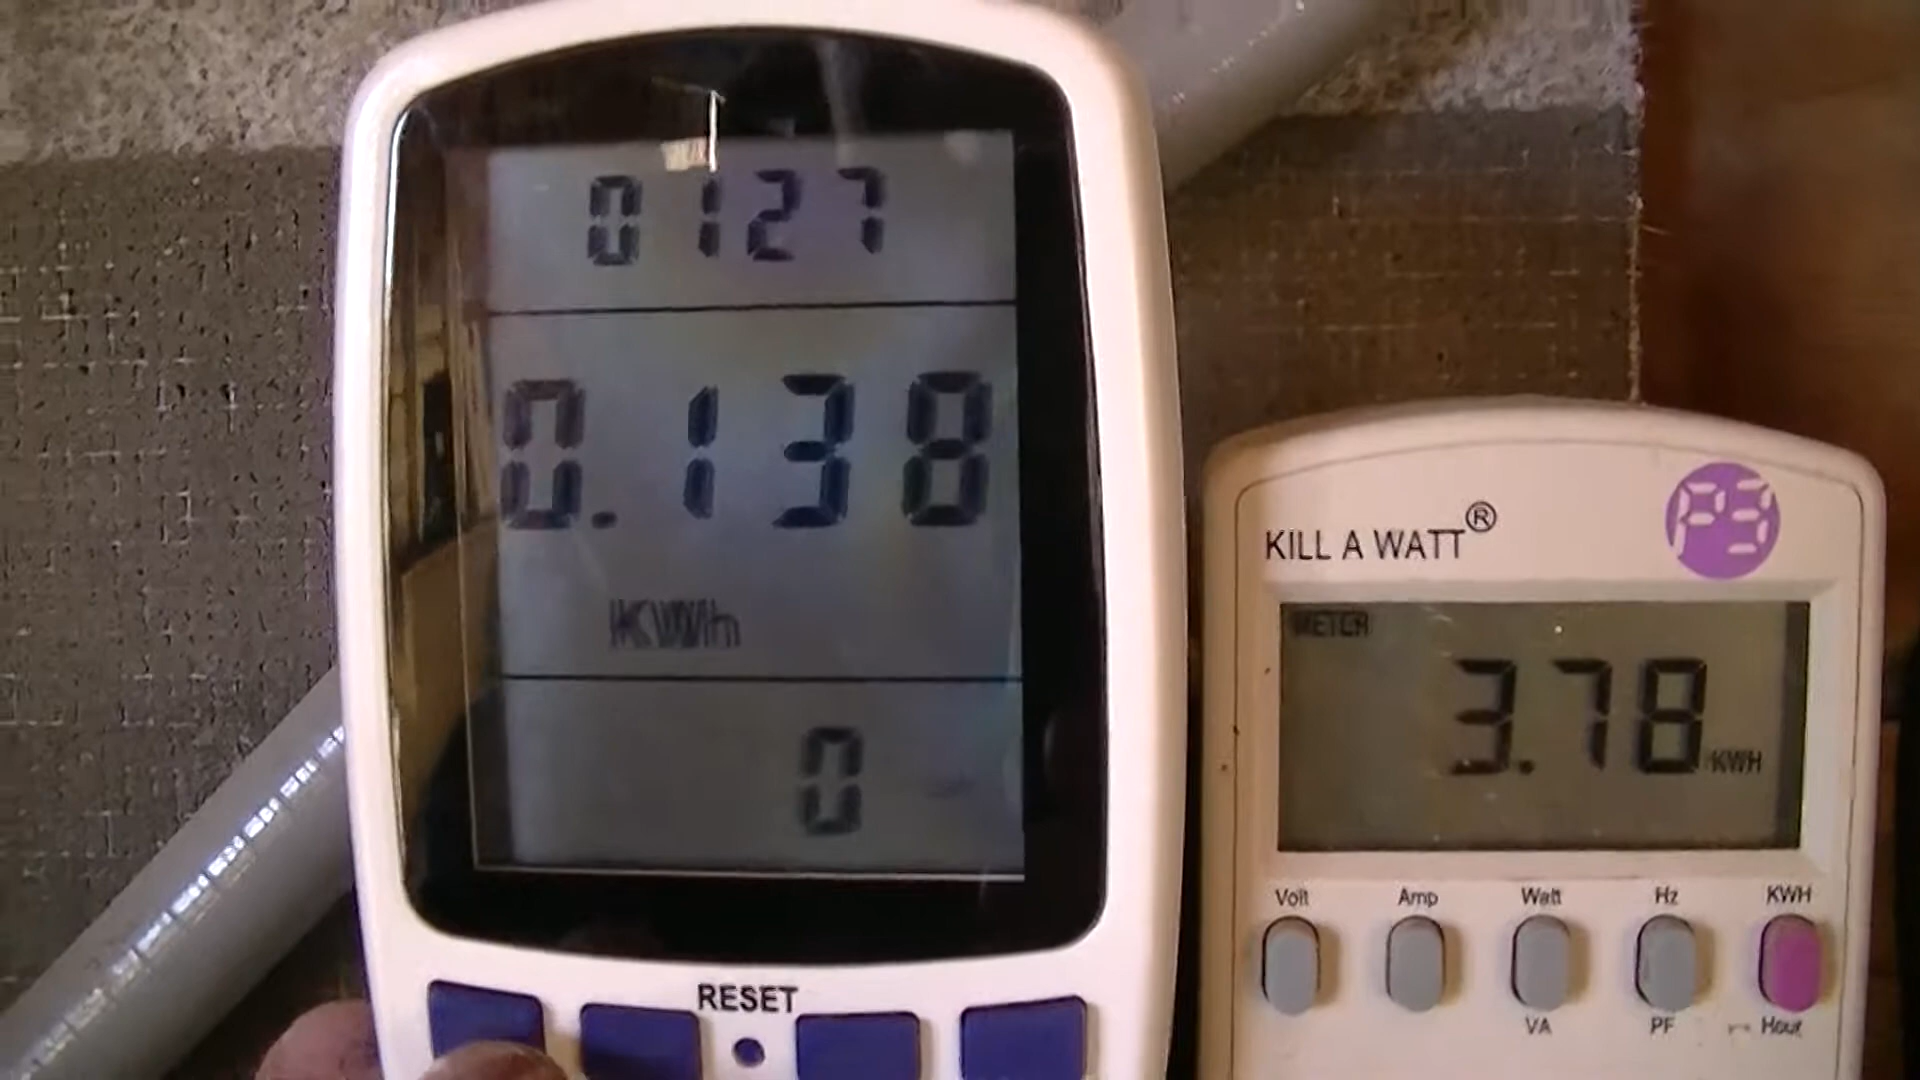 0127
0.138
KWh
0
RESET
KILL A WATT®
P3
METER
3.78 KWH
Volt Amp Watt Hz KWH
VA PF Hour